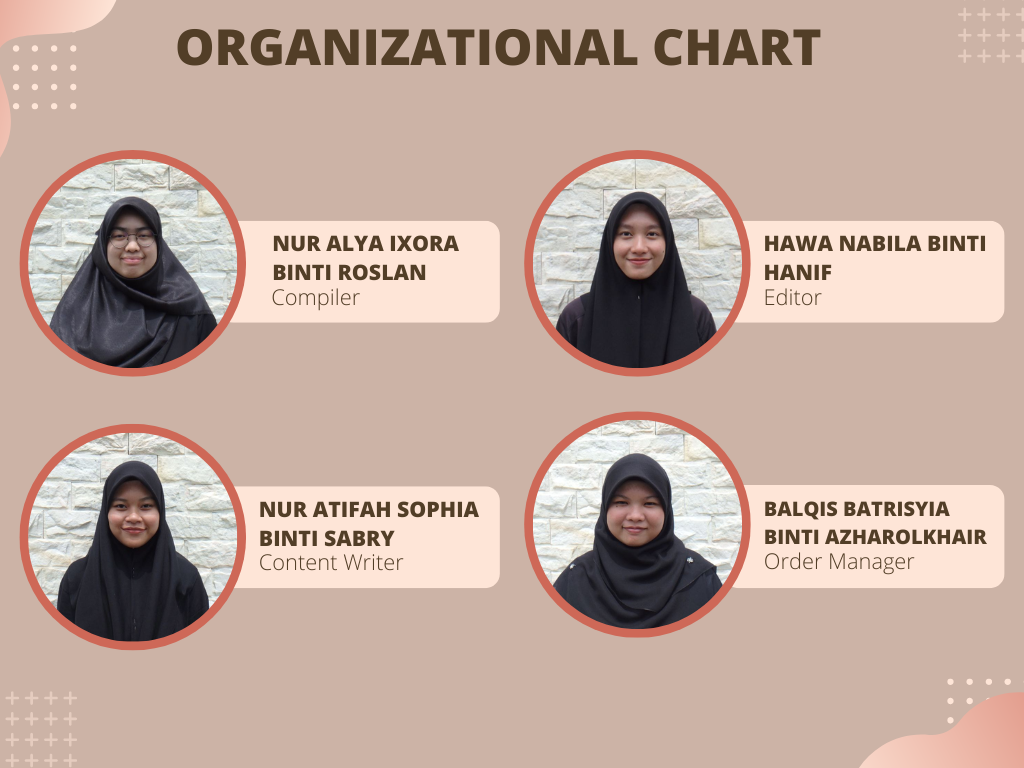 ORGANIZATIONAL CHART
NUR ALYA IXORA
BINTI ROSLAN
Compiler
HAWA NABILA BINTI
HANIF
Editor
NUR ATIFAH SOPHIA
BINTI SABRY
Content Writer
BALQIS BATRISYIA
BINTI AZHAROLKHAIR
Order Manager